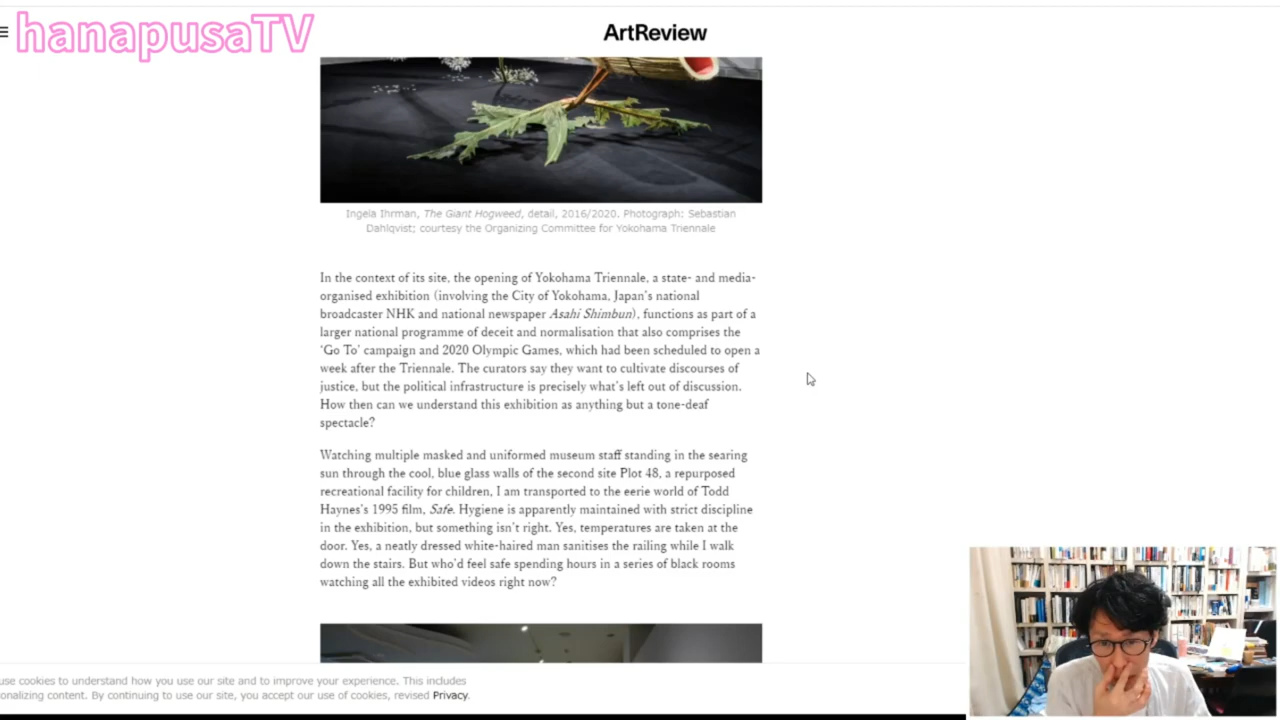 hanapusaTV
ArtReview
Ingela Ihrman, The Giant Hogweed, detail, 2016/2020. Photograph: Sebastian
Dahlqvist; courtesy the Organizing Committee for Yokohama Triennale
In the context of its site, the opening of Yokohama Triennale, a state- and media-
organised exhibition (involving the City of Yokohama, Japan's national
broadcaster NHK and national newspaper Asahi Shimbun), functions as part of a
larger national programme of deceit and normalisation that also comprises the
'Go To' campaign and 2020 Olympic Games, which had been scheduled to open a
week after the Triennale. The curators say they want to cultivate discourses of
justice, but the political infrastructure is precisely what's left out of discussion.
How then can we understand this exhibition as anything but a tone-deaf
spectacle?
Watching multiple masked and uniformed museum staff standing in the searing
sun through the cool, blue glass walls of the second site Plot 48, a repurposed
recreational facility for children, I am transported to the eerie world of Todd
Haynes's 1995 film, Safe. Hygiene is apparently maintained with strict discipline
in the exhibition, but something isn't right. Yes, temperatures are taken at the
door. Yes, a neatly dressed white-haired man sanitises the railing while I walk
down the stairs. But who'd feel safe spending hours in a series of black rooms
watching all the exhibited videos right now?
use cookies to understand how you use our site and to improve your experience. This includes
onalizing content. By continuing to use our site, you accept our use of cookies, revised Privacy.